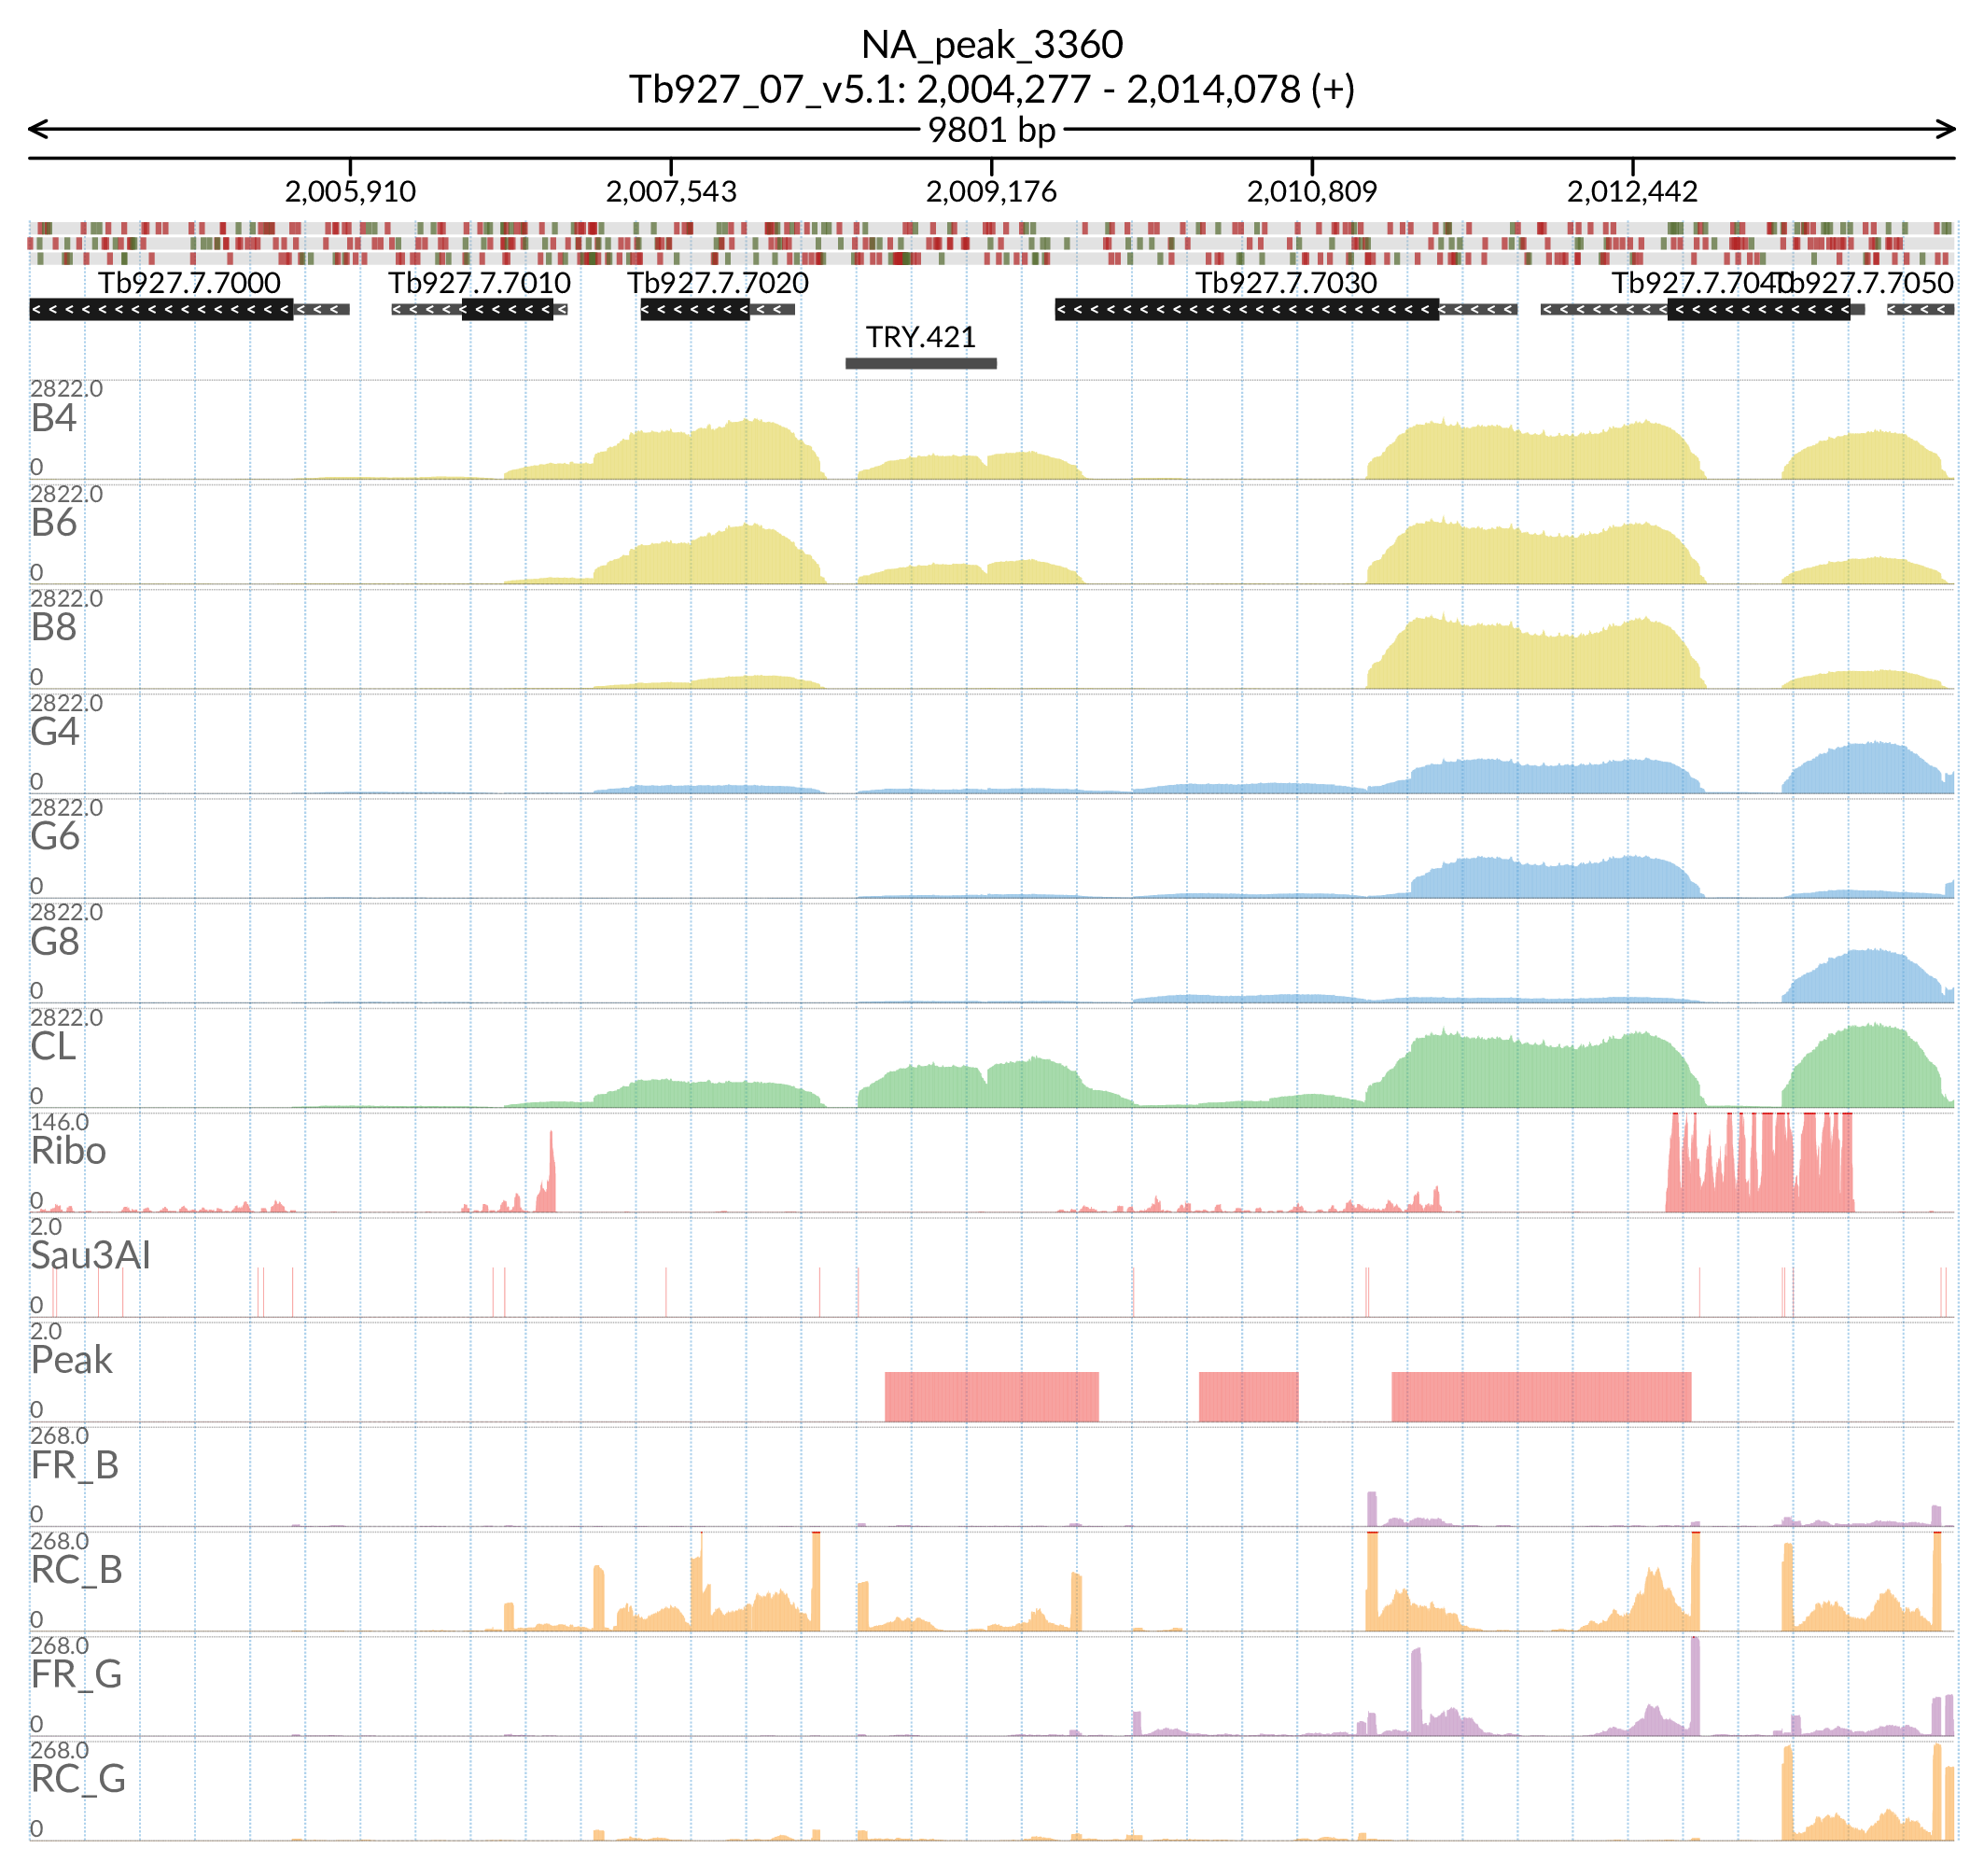 NA_peak_3360
Tb927_07_v5.1: 2,004,277 - 2,014,078 (+)
9801 bp
2,005,910 2,007,543 2,009,176 2,010,809 2,012,442
Tb927.7.7000 Tb927.7.7010 Tb927.7.7020 Tb927.7.7030 Tb927.7.7040 Tb927.7.7050
TRY.421
2822.0
B4
0
2822.0
B6
0
2822.0
B8
0
2822.0
G4
0
2822.0
G6
0
2822.0
G8
0
2822.0
CL
0
146.0
Ribo
0
2.0
Sau3AI
0
2.0
Peak
0
268.0
FR_B
0
268.0
RC_B
0
268.0
FR_G
0
268.0
RC_G
0